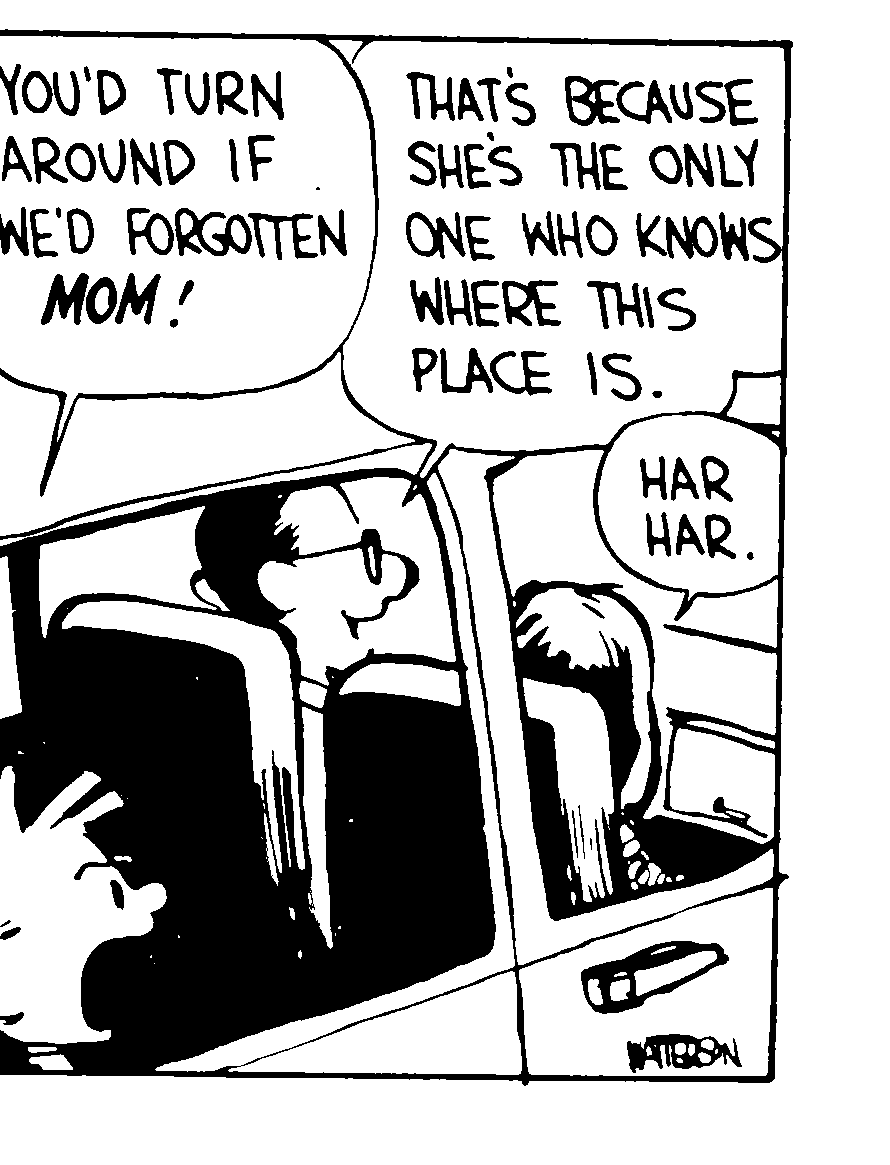 YOU'D TURN
AROUND IF
WE'D FORGOTTEN
MOM!
THAT'S BECAUSE
SHE'S THE ONLY
ONE WHO KNOWS
WHERE THIS
PLACE IS.
HAR
HAR.
WATTERSON